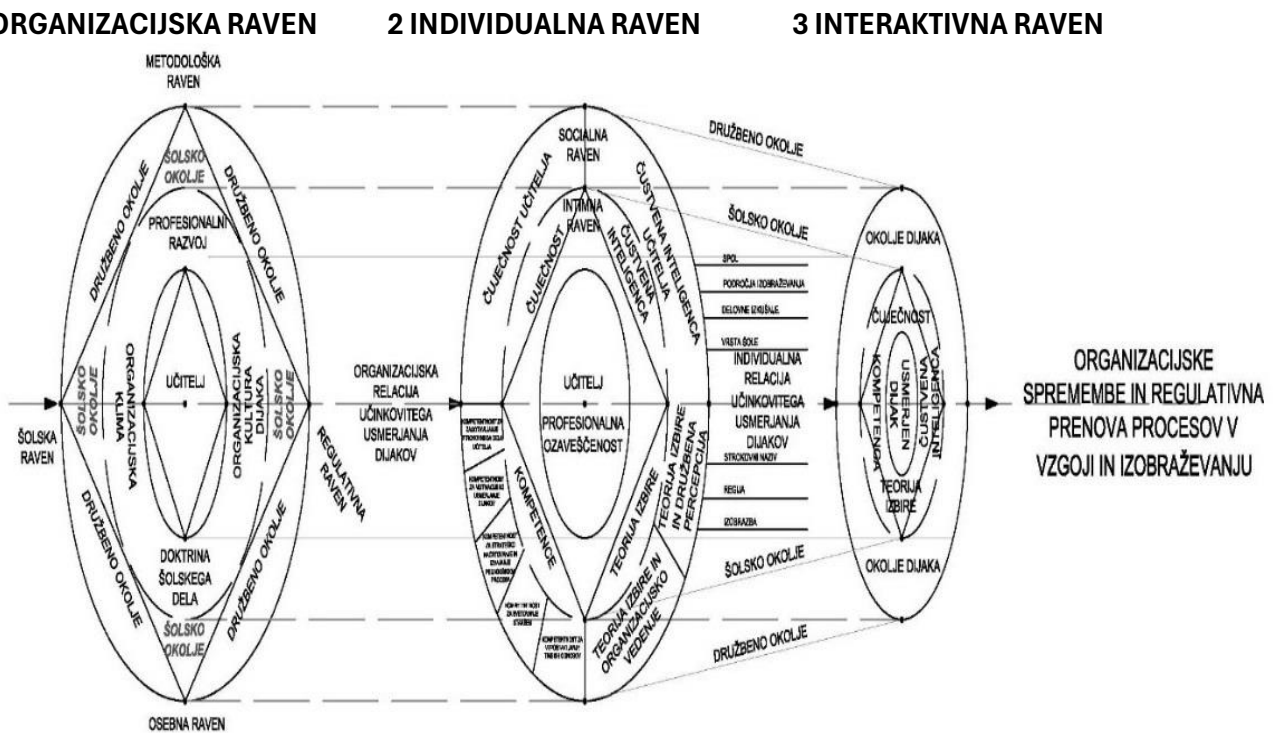 ORGANIZACIJSKA RAVEN
2 INDIVIDUALNA RAVEN
3 INTERAKTIVNA RAVEN
METODOLOŠKA
RAVEN
DRUŽBENO OKOLJE
ŠOLSKO
OKOLJE
DRUŽBENO OKOLJE
PROFESIONALNI
RAZVOJ
ŠOLSKO
OKOLJE
ORGANIZACIJSKA
KLIMA
UČITELJ
ORGANIZACIJSKA
KULTURA
DIJAKA
ŠOLSKO
OKOLJE
ŠOLSKA
RAVEN
REGULATIVNA
RAVEN
DRUŽBENO OKOLJE
DOKTRINA
ŠOLSKEGA
DELA
DRUŽBENO OKOLJE
ŠOLSKO
OKOLJE
OSEBNA RAVEN
ORGANIZACIJSKA
RELACIJA
UČINKOVITEGA
USMERJANJA
DIJAKOV
SOCIALNA
RAVEN
ČUJEČNOST UČITELJA
ČUSTVENA INTELIGENCA
UČITELJA
INTIMNA
RAVEN
ČUJEČNOST
ČUSTVENA
INTELIGENCA
UČITELJ
PROFESIONALNA
OZAVEŠČENOST
KOMPETENCE
TEORIJA IZBIRE
TEORIJA IZBIRE
IN DRUŽBENA
PERCEPCIJA
TEORIJA IZBIRE IN
ORGANIZACIJSKO
VEDENJE
DRUŽBENO OKOLJE
ŠOLSKO OKOLJE
SPOL
PODROČJA IZOBRAŽEVANJA
DELOVNE IZKUŠNJE
VRSTA ŠOLE
INDIVIDUALNA
RELACIJA
UČINKOVITEGA
USMERJANJA
DIJAKOV
STROKOVNI NAZIV
REGIJA
IZOBRAZBA
ŠOLSKO OKOLJE
DRUŽBENO OKOLJE
OKOLJE DIJAKA
ČUJEČNOST
KOMPETENCA
USMERJEN
DIJAK
ČUSTVENA
INTELIGENCA
TEORIJA
IZBIRE
OKOLJE DIJAKA
ORGANIZACIJSKE
SPREMEMBE IN REGULATIVNA
PRENOVA PROCESOV V
VZGOJI IN IZOBRAŽEVANJU